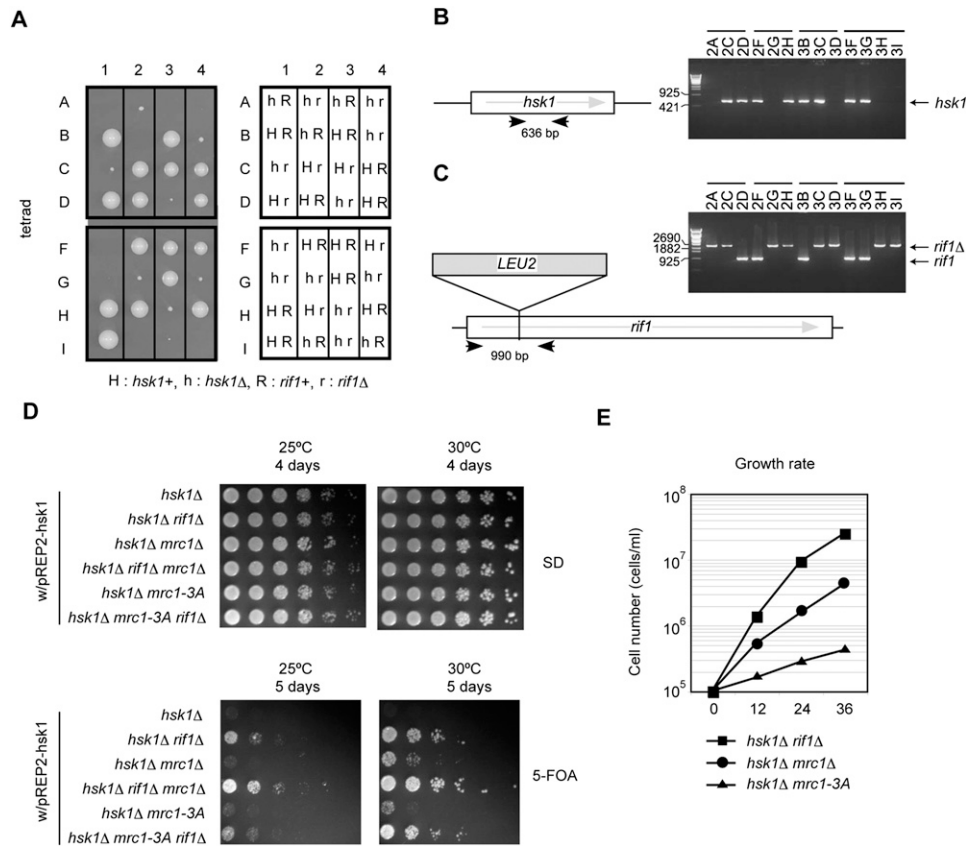 A
1 2 3 4
1 2 3 4
tetrad
A
B
C
D
F
G
H
I
A h R h r h R h r
B H R h R H R h r
C h r H r H r H R
D H r H R h r H R
F h r H R H R H r
G h r h r H R h R
H H R H r h r H R
I H R h R h r h R
H : hsk1+, h : hsk1Δ, R : rif1+, r : rif1Δ
B
hsk1
636 bp
2A 2C 2D 2F 2G 2H 3B 3C 3D 3F 3G 3H 3I
925
421
hsk1
C
LEU2
rif1
990 bp
2A 2C 2D 2F 2G 2H 3B 3C 3D 3F 3G 3H 3I
2690
1882
925
rif1Δ
rif1
D
25ºC
4 days
30ºC
4 days
w/pREP2-hsk1
hsk1Δ
hsk1Δ rif1Δ
hsk1Δ mrc1Δ
hsk1Δ rif1Δ mrc1Δ
hsk1Δ mrc1-3A
hsk1Δ mrc1-3A rif1Δ
SD
25ºC
5 days
30ºC
5 days
w/pREP2-hsk1
hsk1Δ
hsk1Δ rif1Δ
hsk1Δ mrc1Δ
hsk1Δ rif1Δ mrc1Δ
hsk1Δ mrc1-3A
hsk1Δ mrc1-3A rif1Δ
5-FOA
E
Growth rate
Cell number (cells/ml)
10⁸
10⁷
10⁶
10⁵
0 12 24 36
hsk1Δ rif1Δ
hsk1Δ mrc1Δ
hsk1Δ mrc1-3A